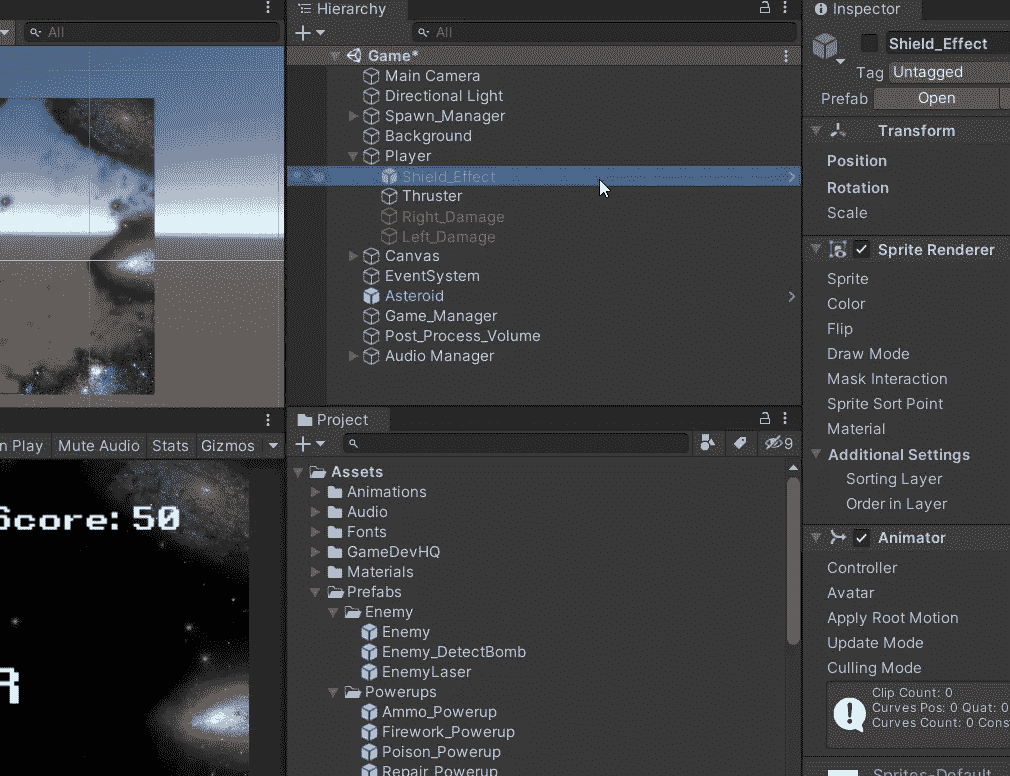 All
n Play
Mute Audio
Stats
Gizmos
Score: 50
R
Hierarchy
All
Game*
Main Camera
Directional Light
Spawn_Manager
Background
Player
Shield_Effect
Thruster
Right_Damage
Left_Damage
Canvas
EventSystem
Asteroid
Game_Manager
Post_Process_Volume
Audio Manager
Project
9
Assets
Animations
Audio
Fonts
GameDevHQ
Materials
Prefabs
Enemy
Enemy
Enemy_DetectBomb
EnemyLaser
Powerups
Ammo_Powerup
Firework_Powerup
Poison_Powerup
Repair_Powerup
Inspector
Shield_Effect
Tag Untagged
Prefab Open
Transform
Position
Rotation
Scale
Sprite Renderer
Sprite
Color
Flip
Draw Mode
Mask Interaction
Sprite Sort Point
Material
Additional Settings
Sorting Layer
Order in Layer
Animator
Controller
Avatar
Apply Root Motion
Update Mode
Culling Mode
Clip Count: 0
Curves Pos: 0 Quat: 0
Curves Count: 0 Cons
Sprites-Default